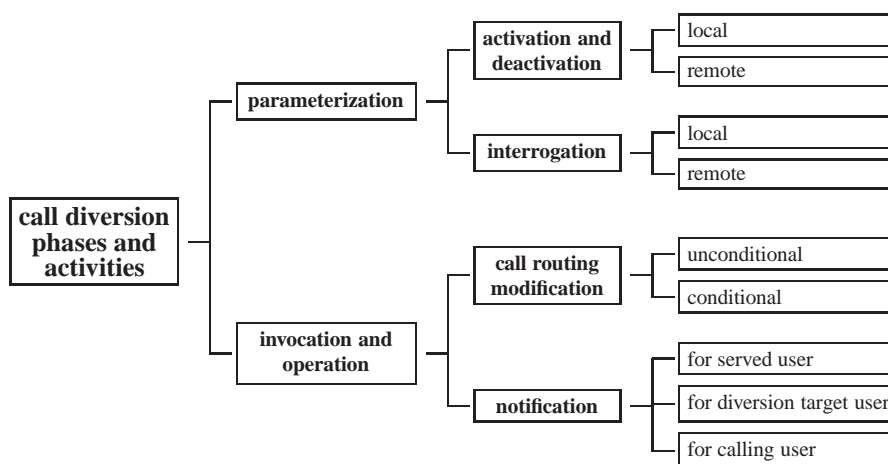 call diversion
phases and
activities
parameterization
activation and
deactivation
local
remote
interrogation
local
remote
invocation and
operation
call routing
modification
unconditional
conditional
notification
for served user
for diversion target user
for calling user